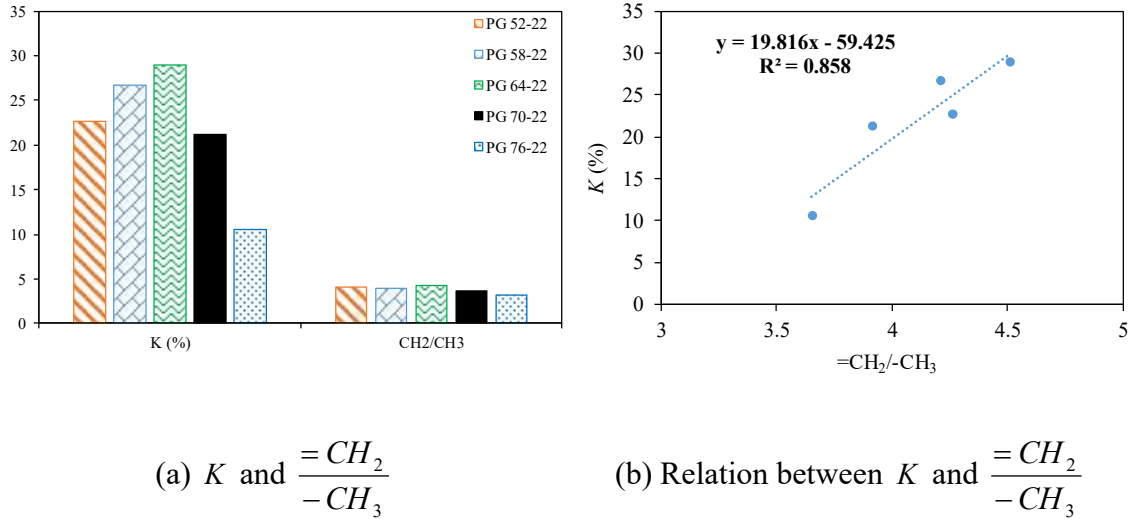 35
30
25
20
15
10
5
0
K (%)
CH2/CH3
PG 52-22
PG 58-22
PG 64-22
PG 70-22
PG 76-22
35
30
25
20
15
10
5
0
K (%)
y = 19.816x - 59.425
R² = 0.858
3 3.5 4 4.5 5
=CH₂/-CH₃
(a) K and = CH₂ / - CH₃
(b) Relation between K and = CH₂ / - CH₃